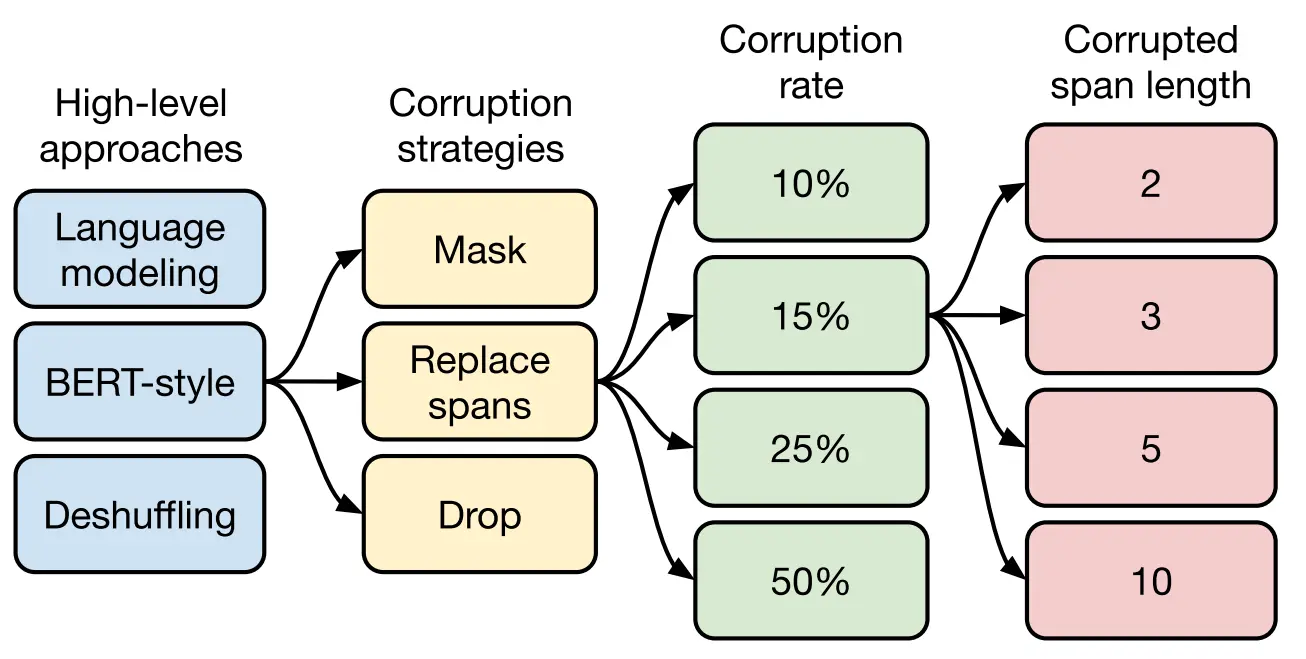 High-level
approaches
Language
modeling
BERT-style
Deshuffling
Corruption
strategies
Mask
Replace
spans
Drop
Corruption
rate
10%
15%
25%
50%
Corrupted
span length
2
3
5
10